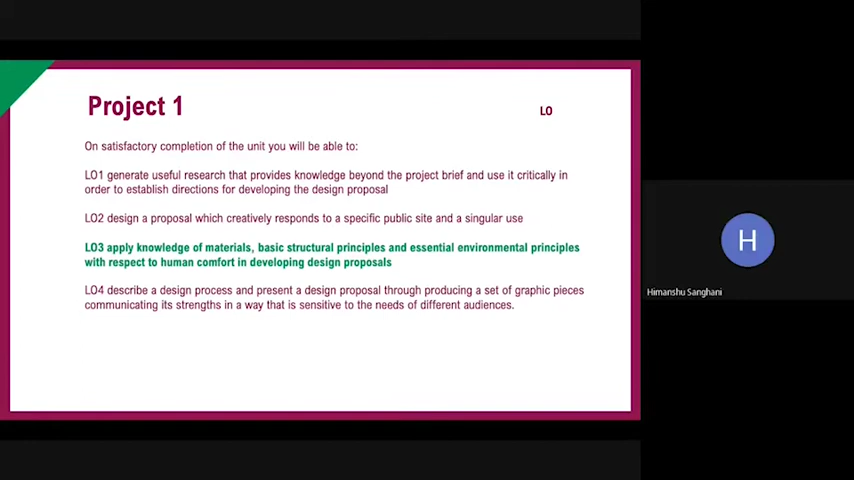 Project 1
LO
On satisfactory completion of the unit you will be able to:
LO1 generate useful research that provides knowledge beyond the project brief and use it critically in
order to establish directions for developing the design proposal
LO2 design a proposal which creatively responds to a specific public site and a singular use
LO3 apply knowledge of materials, basic structural principles and essential environmental principles
with respect to human comfort in developing design proposals
LO4 describe a design process and present a design proposal through producing a set of graphic pieces
communicating its strengths in a way that is sensitive to the needs of different audiences.
H
Himanshu Sanghani